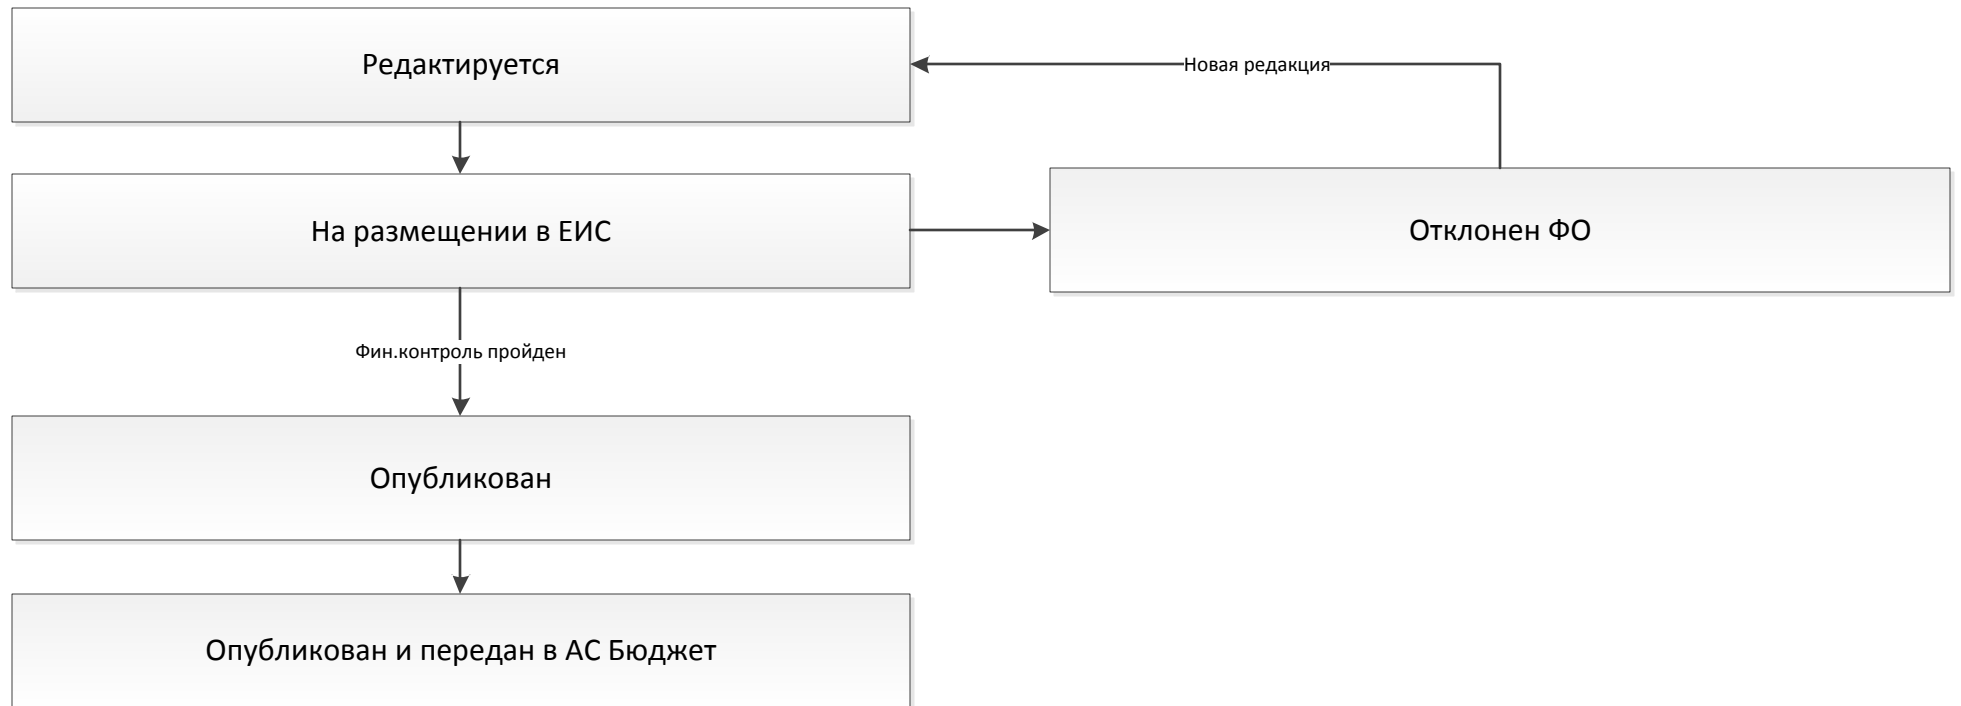 Редактируется
Новая редакция
На размещении в ЕИС
Отклонен ФО
Фин.контроль пройден
Опубликован
Опубликован и передан в АС Бюджет